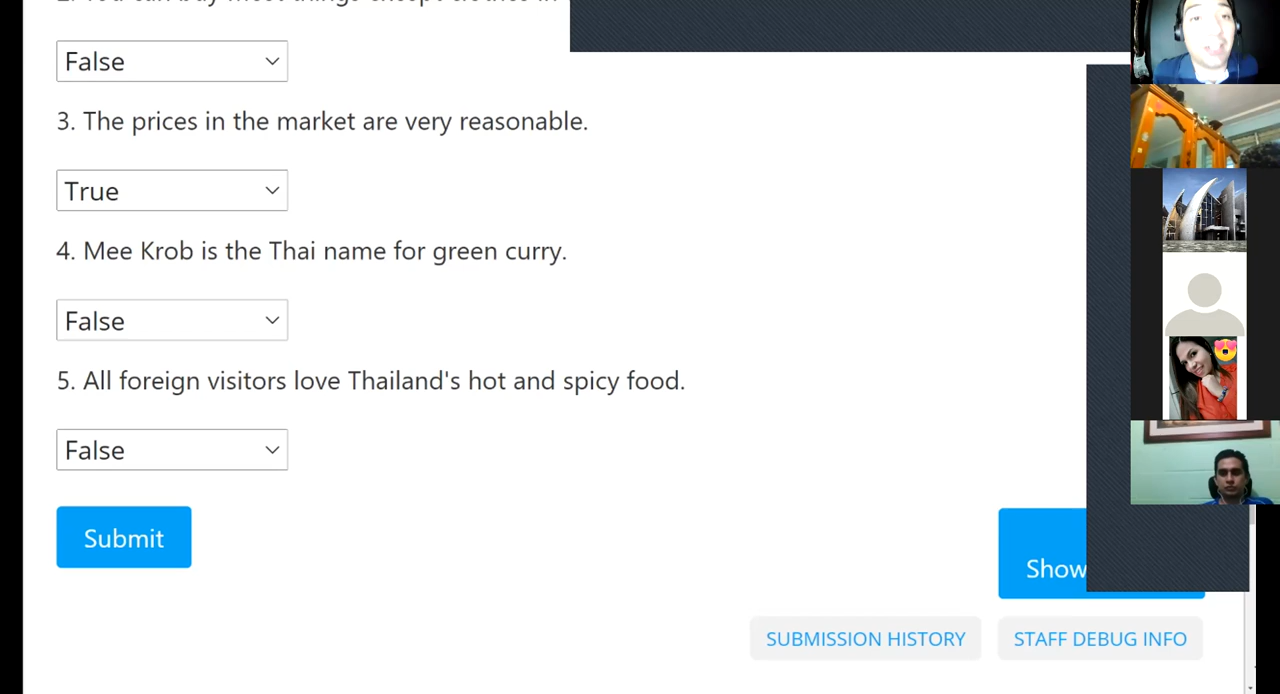 False
3. The prices in the market are very reasonable.
True
4. Mee Krob is the Thai name for green curry.
False
5. All foreign visitors love Thailand's hot and spicy food.
False
Submit
Show
SUBMISSION HISTORY
STAFF DEBUG INFO